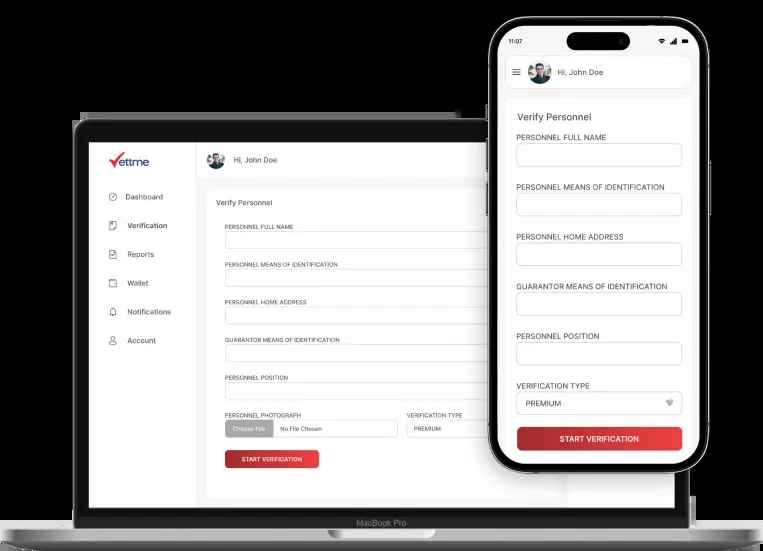 Vettme
Dashboard
Verification
Reports
Wallet
Notifications
Account
Hi, John Doe
Verify Personnel
PERSONNEL FULL NAME
PERSONNEL MEANS OF IDENTIFICATION
PERSONNEL HOME ADDRESS
GUARANTOR MEANS OF IDENTIFICATION
PERSONNEL POSITION
PERSONNEL PHOTOGRAPH
VERIFICATION TYPE
Choose File
No File Chosen
PREMIUM
START VERIFICATION
MacBook Pro
11:07
Hi, John Doe
Verify Personnel
PERSONNEL FULL NAME
PERSONNEL MEANS OF IDENTIFICATION
PERSONNEL HOME ADDRESS
GUARANTOR MEANS OF IDENTIFICATION
PERSONNEL POSITION
VERIFICATION TYPE
PREMIUM
START VERIFICATION